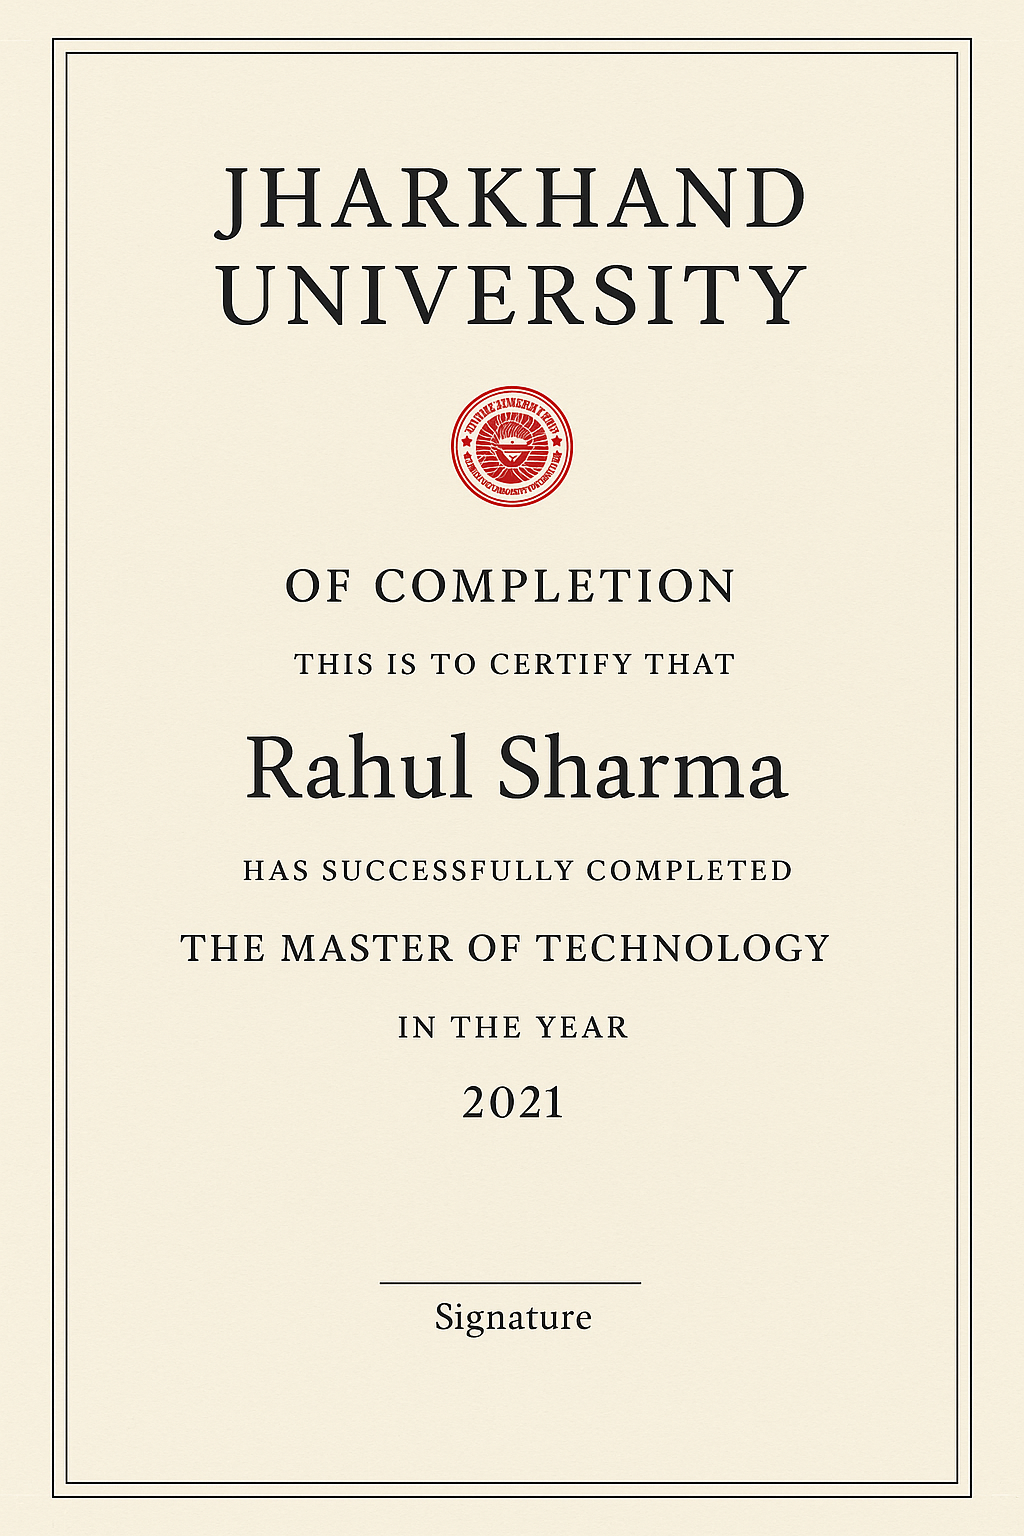 JHARKHAND
UNIVERSITY
OF COMPLETION
THIS IS TO CERTIFY THAT
Rahul Sharma
HAS SUCCESSFULLY COMPLETED
THE MASTER OF TECHNOLOGY
IN THE YEAR
2021
Signature